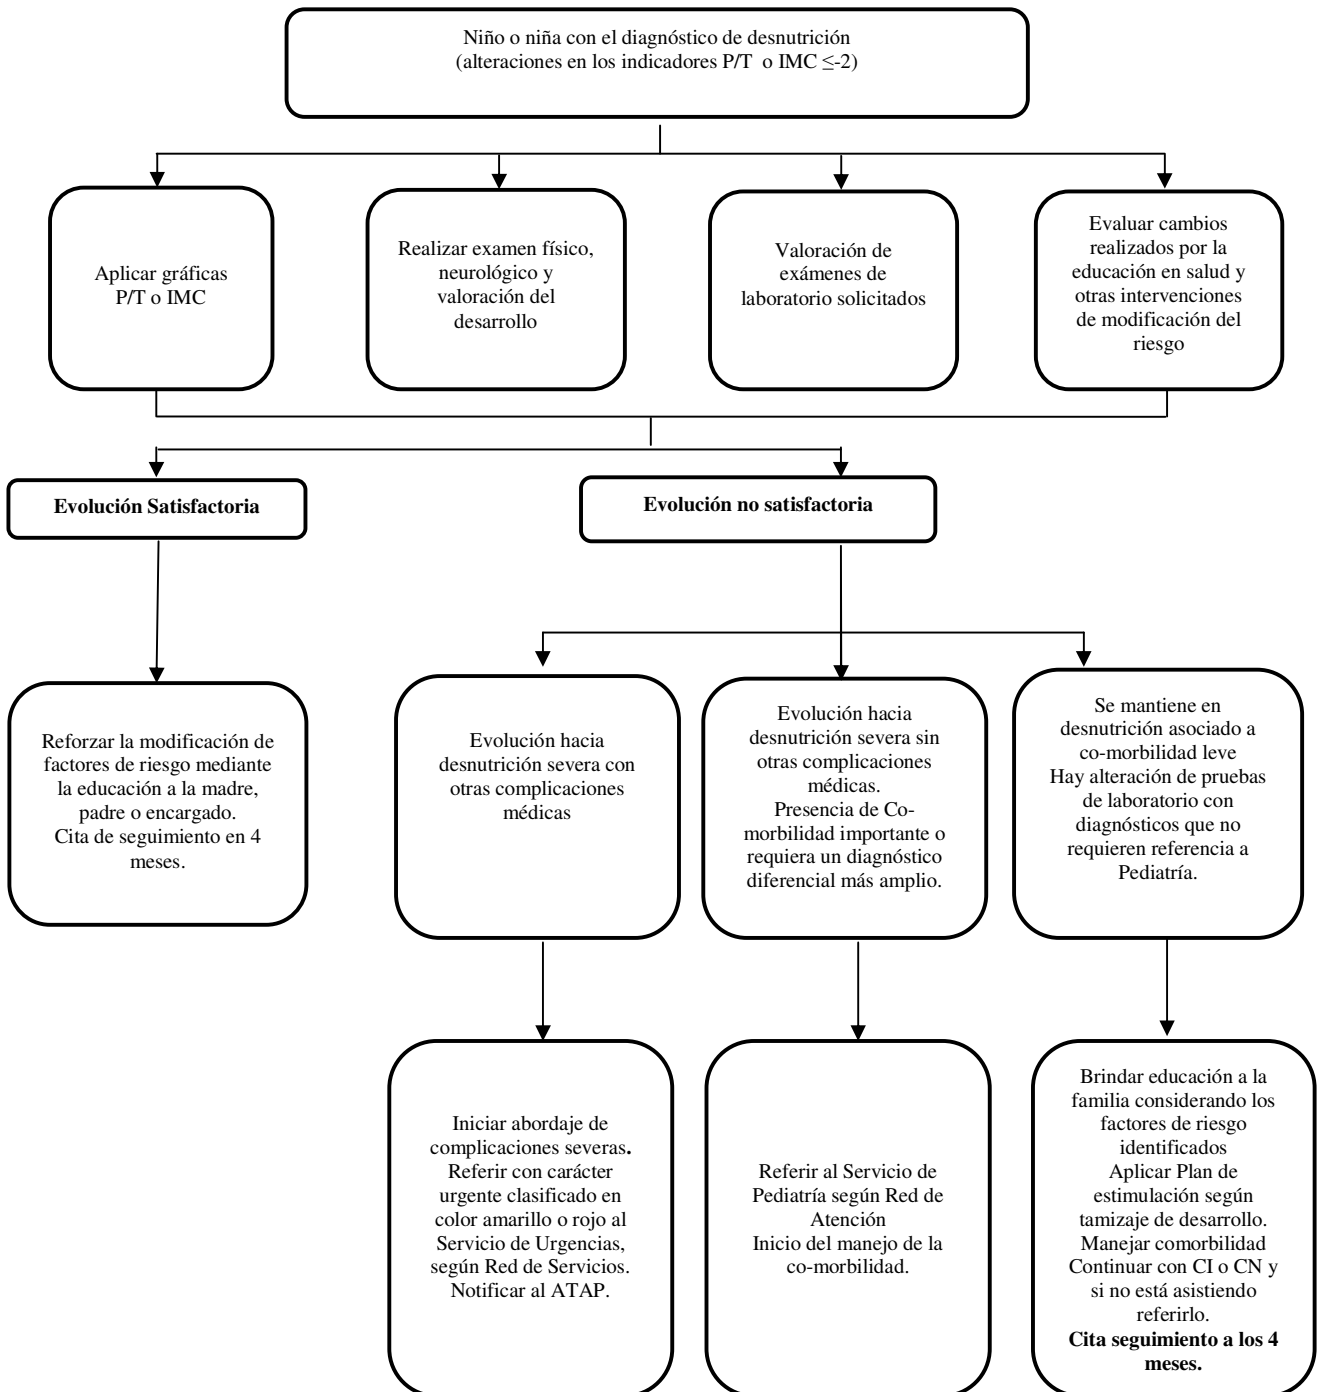 Niño o niña con el diagnóstico de desnutrición
(alteraciones en los indicadores P/T o IMC ≤-2)
Aplicar gráficas
P/T o IMC
Realizar examen físico,
neurológico y
valoración del
desarrollo
Valoración de
exámenes de
laboratorio solicitados
Evaluar cambios
realizados por la
educación en salud y
otras intervenciones
de modificación del
riesgo
Evolución Satisfactoria
Evolución no satisfactoria
Reforzar la modificación de
factores de riesgo mediante
la educación a la madre,
padre o encargado.
Cita de seguimiento en 4
meses.
Evolución hacia
desnutrición severa con
otras complicaciones
médicas
Evolución hacia
desnutrición severa sin
otras complicaciones
médicas.
Presencia de Co-
morbilidad importante o
requiera un diagnóstico
diferencial más amplio.
Se mantiene en
desnutrición asociado a
co-morbilidad leve
Hay alteración de pruebas
de laboratorio con
diagnósticos que no
requieren referencia a
Pediatría.
Iniciar abordaje de
complicaciones severas.
Referir con carácter
urgente clasificado en
color amarillo o rojo al
Servicio de Urgencias,
según Red de Servicios.
Notificar al ATAP.
Referir al Servicio de
Pediatría según Red de
Atención
Inicio del manejo de la
co-morbilidad.
Brindar educación a la
familia considerando los
factores de riesgo
identificados
Aplicar Plan de
estimulación según
tamizaje de desarrollo.
Manejar comorbilidad
Continuar con CI o CN y
si no está asistiendo
referirlo.
Cita seguimiento a los 4
meses.